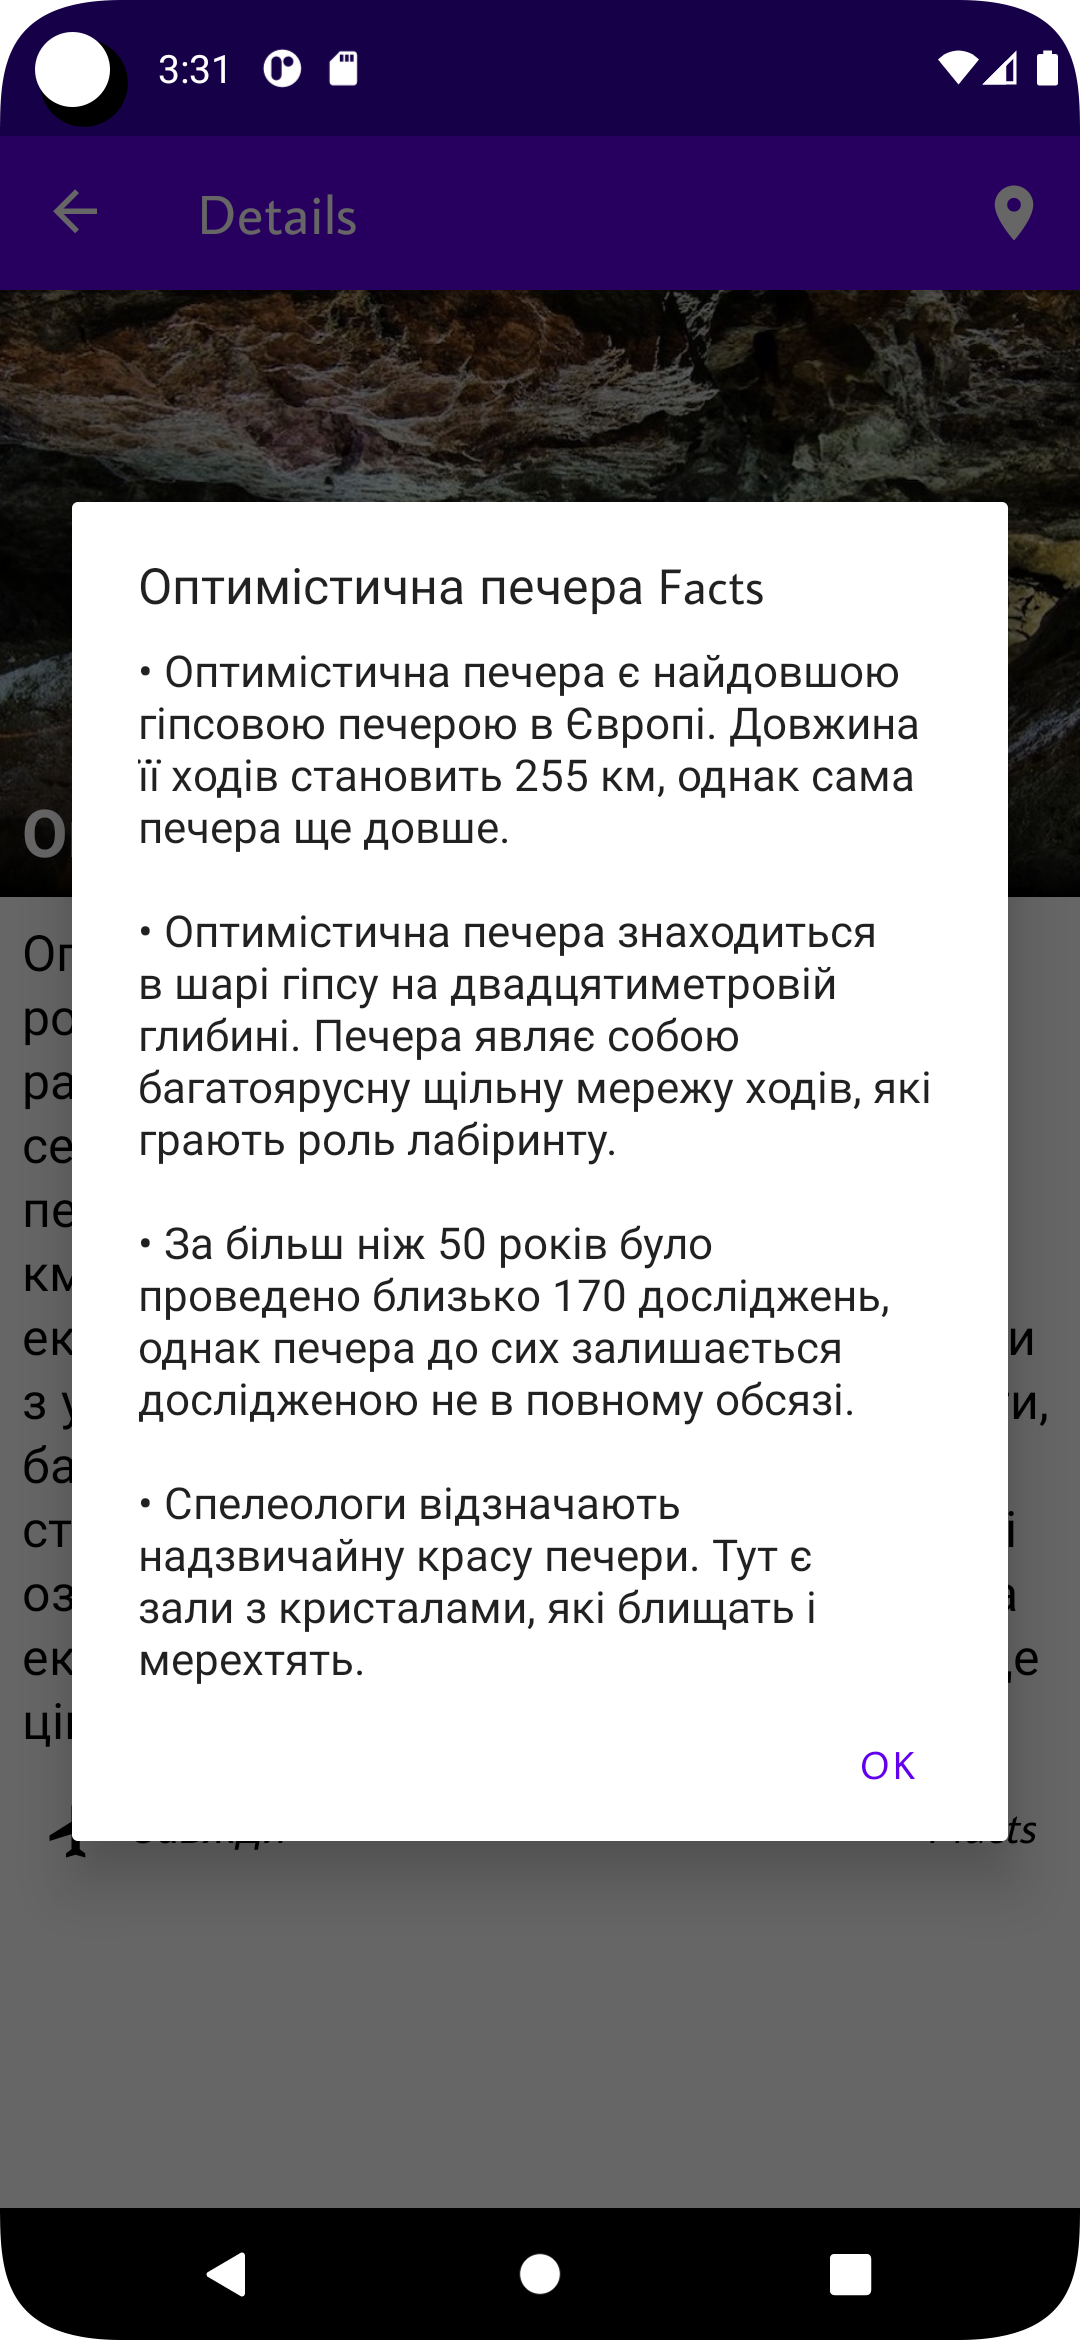 3:31
Details
Оптимістична печера Facts
• Оптимістична печера є найдовшою
гіпсовою печерою в Європі. Довжина
її ходів становить 255 км, однак сама
печера ще довше.
• Оптимістична печера знаходиться
в шарі гіпсу на двадцятиметровій
глибині. Печера являє собою
багатоярусну щільну мережу ходів, які
грають роль лабіринту.
• За більш ніж 50 років було
проведено близько 170 досліджень,
однак печера до сих залишається
дослідженою не в повному обсязі.
• Спелеологи відзначають
надзвичайну красу печери. Тут є
зали з кристалами, які блищать і
мерехтять.
OK